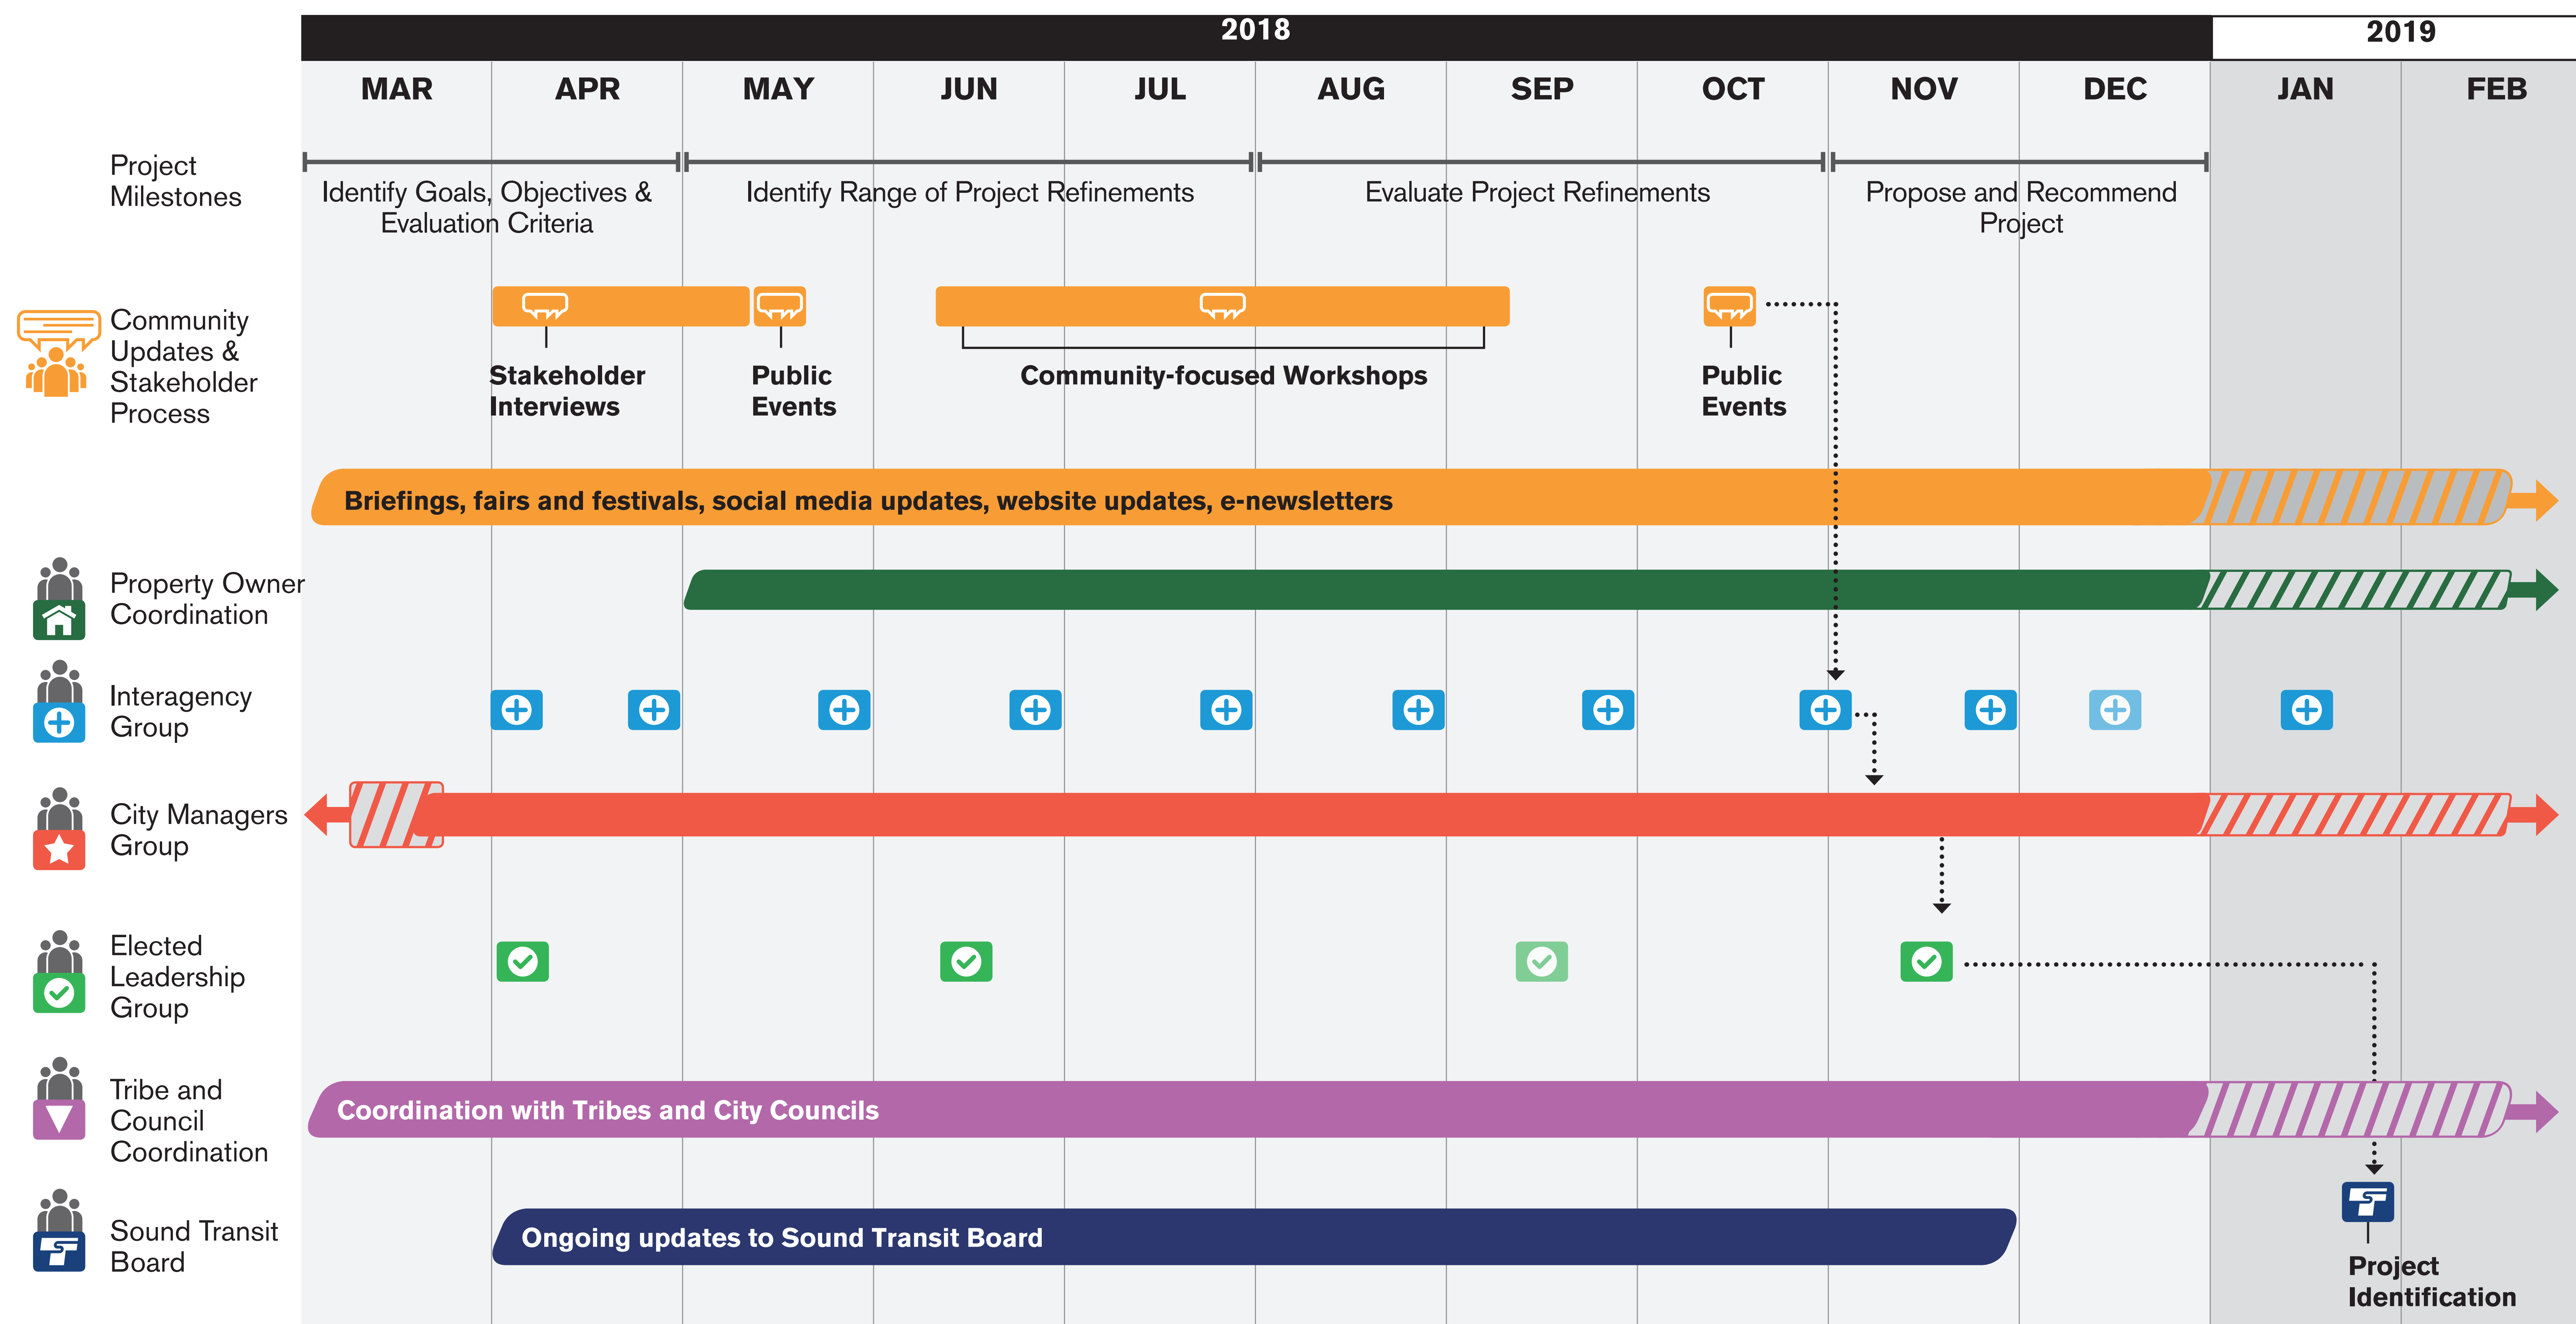 2018
2019
MAR
APR
MAY
JUN
JUL
AUG
SEP
OCT
NOV
DEC
JAN
FEB
Project
Milestones
Identify Goals, Objectives &
Evaluation Criteria
Identify Range of Project Refinements
Evaluate Project Refinements
Propose and Recommend
Project
Community
Updates &
Stakeholder
Process
Stakeholder
Interviews
Public
Events
Community-focused Workshops
Public
Events
Briefings, fairs and festivals, social media updates, website updates, e-newsletters
Property Owner
Coordination
Interagency
Group
City Managers
Group
Elected
Leadership
Group
Tribe and
Council
Coordination
Coordination with Tribes and City Councils
Sound Transit
Board
Ongoing updates to Sound Transit Board
Project
Identification